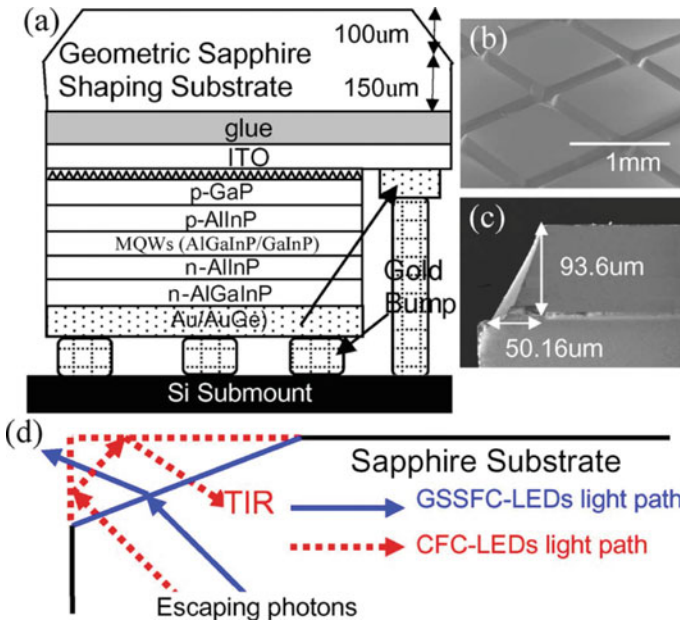 (a)
Geometric Sapphire
Shaping Substrate
100um
150um
glue
ITO
p-GaP
p-AlInP
MQWs (AlGaInP/GaInP)
n-AlInP
n-AlGaInP
Au/AuGe)
Gold
Bump
Si Submount
(b)
1mm
(c)
93.6um
50.16um
(d)
Sapphire Substrate
TIR
GSSFC-LEDs light path
CFC-LEDs light path
Escaping photons